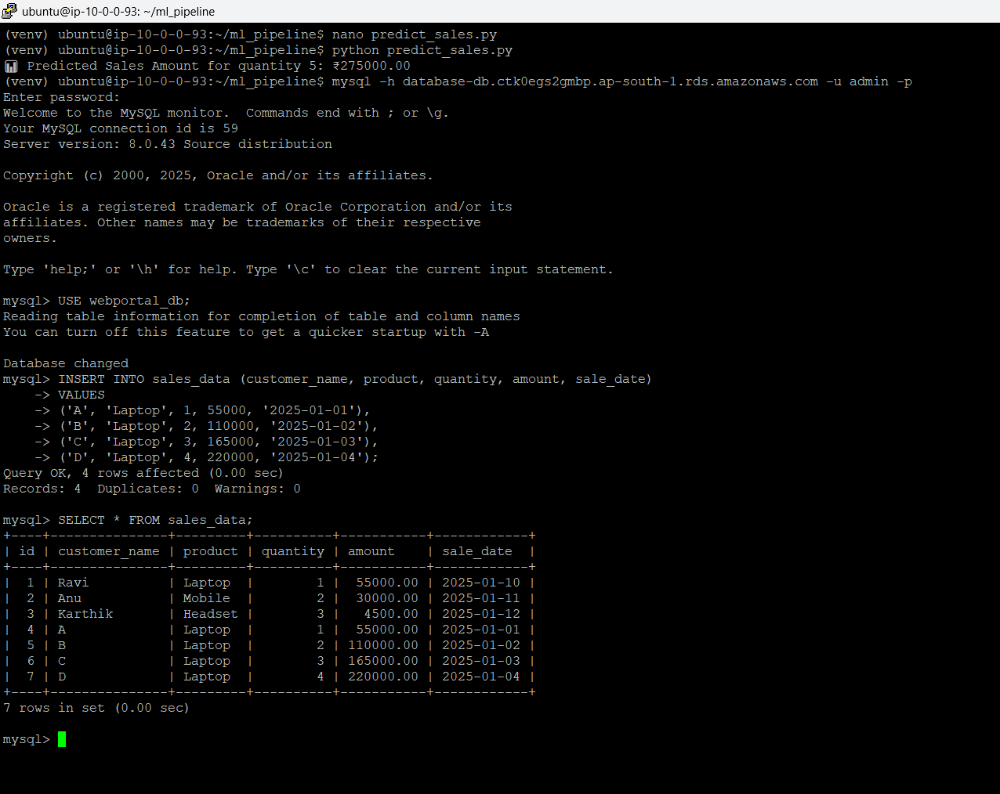 ubuntu@ip-10-0-0-93: ~/ml_pipeline
(venv) ubuntu@ip-10-0-0-93:~/ml_pipeline$ nano predict_sales.py
(venv) ubuntu@ip-10-0-0-93:~/ml_pipeline$ python predict_sales.py
📊 Predicted Sales Amount for quantity 5: ₹275000.00
(venv) ubuntu@ip-10-0-0-93:~/ml_pipeline$ mysql -h database-db.ctk0egs2gmbp.ap-south-1.rds.amazonaws.com -u admin -p
Enter password:
Welcome to the MySQL monitor.  Commands end with ; or \g.
Your MySQL connection id is 59
Server version: 8.0.43 Source distribution

Copyright (c) 2000, 2025, Oracle and/or its affiliates.

Oracle is a registered trademark of Oracle Corporation and/or its
affiliates. Other names may be trademarks of their respective
owners.

Type 'help;' or '\h' for help. Type '\c' to clear the current input statement.

mysql> USE webportal_db;
Reading table information for completion of table and column names
You can turn off this feature to get a quicker startup with -A

Database changed
mysql> INSERT INTO sales_data (customer_name, product, quantity, amount, sale_date)
    -> VALUES
    -> ('A', 'Laptop', 1, 55000, '2025-01-01'),
    -> ('B', 'Laptop', 2, 110000, '2025-01-02'),
    -> ('C', 'Laptop', 3, 165000, '2025-01-03'),
    -> ('D', 'Laptop', 4, 220000, '2025-01-04');
Query OK, 4 rows affected (0.00 sec)
Records: 4  Duplicates: 0  Warnings: 0

mysql> SELECT * FROM sales_data;
+----+---------------+---------+----------+-----------+------------+
| id | customer_name | product | quantity | amount    | sale_date  |
+----+---------------+---------+----------+-----------+------------+
|  1 | Ravi          | Laptop  |        1 |  55000.00 | 2025-01-10 |
|  2 | Anu           | Mobile  |        2 |  30000.00 | 2025-01-11 |
|  3 | Karthik       | Headset |        3 |   4500.00 | 2025-01-12 |
|  4 | A             | Laptop  |        1 |  55000.00 | 2025-01-01 |
|  5 | B             | Laptop  |        2 | 110000.00 | 2025-01-02 |
|  6 | C             | Laptop  |        3 | 165000.00 | 2025-01-03 |
|  7 | D             | Laptop  |        4 | 220000.00 | 2025-01-04 |
+----+---------------+---------+----------+-----------+------------+
7 rows in set (0.00 sec)

mysql>